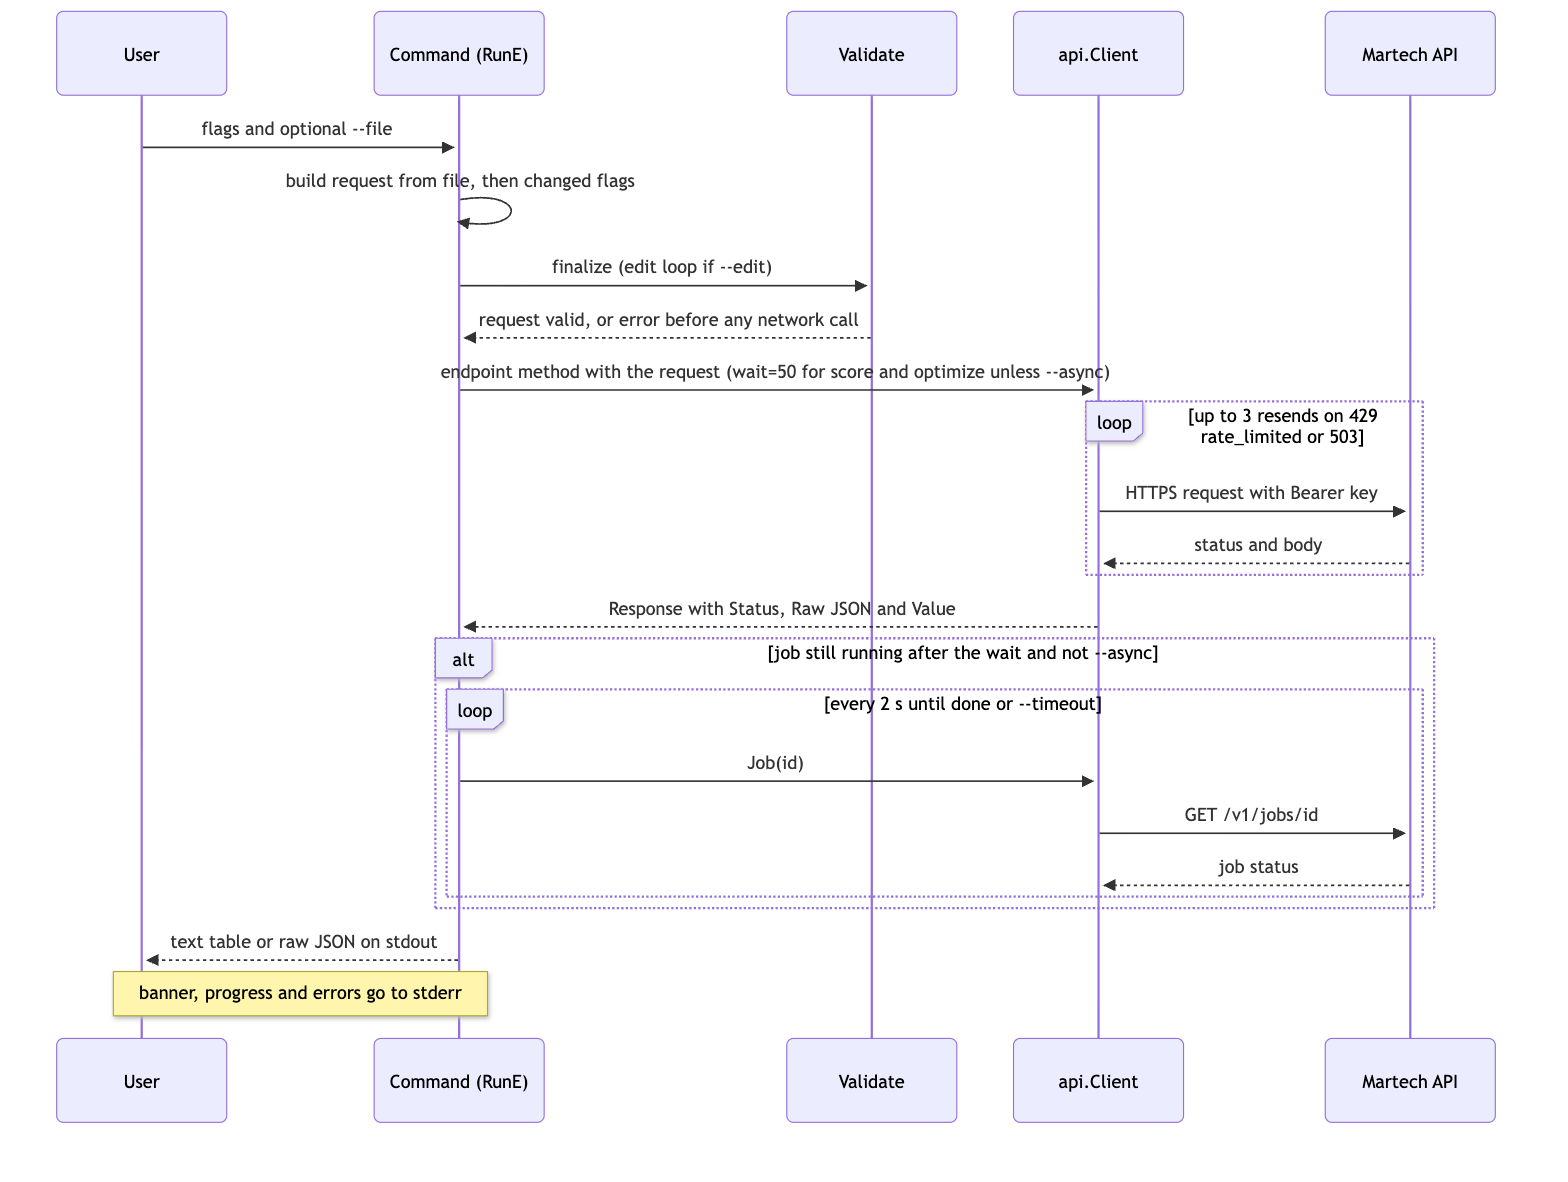 User
Command (RunE)
Validate
api.Client
Martech API
flags and optional --file
build request from file, then changed flags
finalize (edit loop if --edit)
request valid, or error before any network call
endpoint method with the request (wait=50 for score and optimize unless --async)
loop
[up to 3 resends on 429
rate_limited or 503]
HTTPS request with Bearer key
status and body
Response with Status, Raw JSON and Value
alt
[job still running after the wait and not --async]
loop
[every 2 s until done or --timeout]
Job(id)
GET /v1/jobs/id
job status
text table or raw JSON on stdout
banner, progress and errors go to stderr
User
Command (RunE)
Validate
api.Client
Martech API